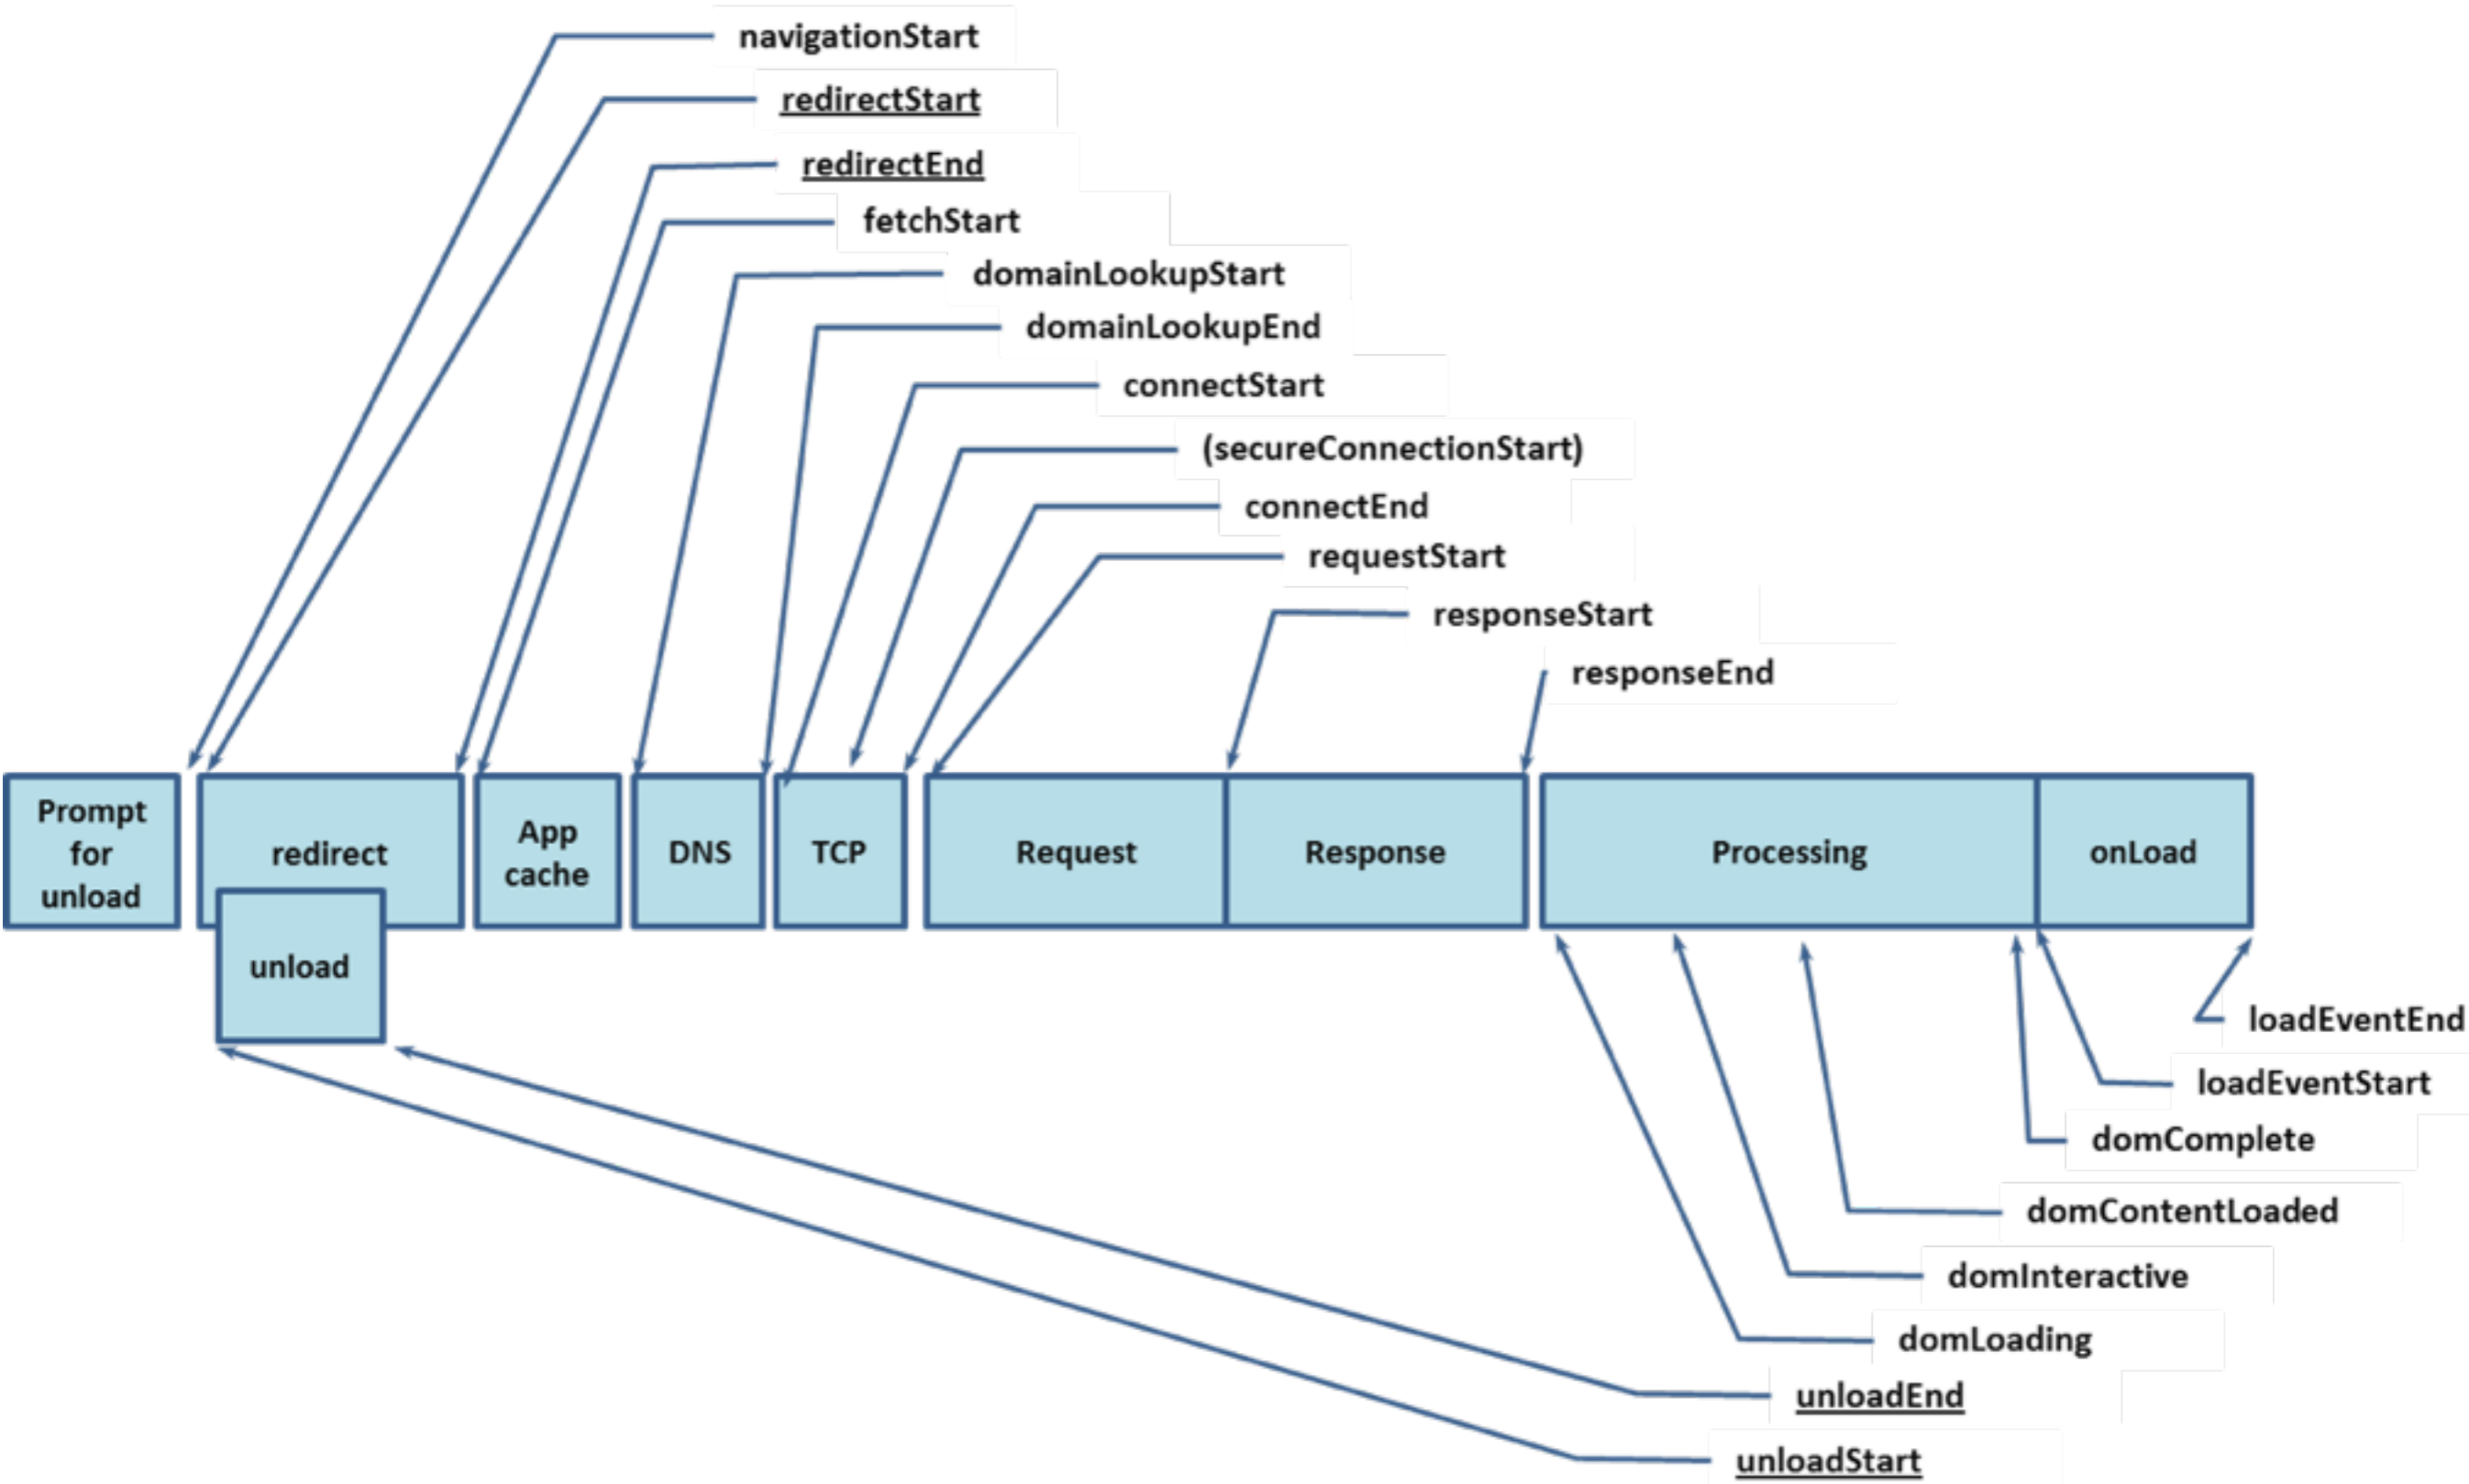 navigationStart
redirectStart
redirectEnd
fetchStart
domainLookupStart
domainLookupEnd
connectStart
(secureConnectionStart)
connectEnd
requestStart
responseStart
responseEnd
Prompt
for
unload
redirect
unload
App
cache
DNS
TCP
Request
Response
Processing
onLoad
loadEventEnd
loadEventStart
domComplete
domContentLoaded
domInteractive
domLoading
unloadEnd
unloadStart